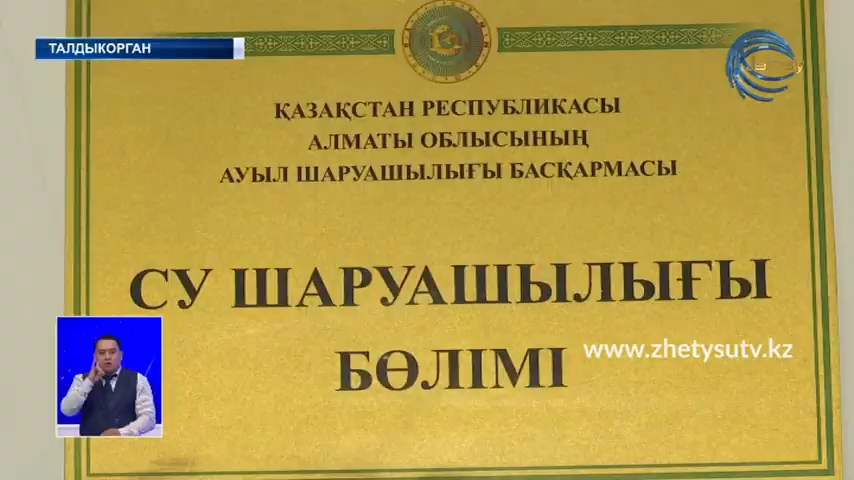 ТАЛДЫКОРГАН
ҚАЗАҚСТАН РЕСПУБЛИКАСЫ
АЛМАТЫ ОБЛЫСЫНЫҢ
АУЫЛ ШАРУАШЫЛЫҒЫ БАСҚАРМАСЫ
СУ ШАРУАШЫЛЫҒЫ
БӨЛІМІ
www.zhetysutv.kz